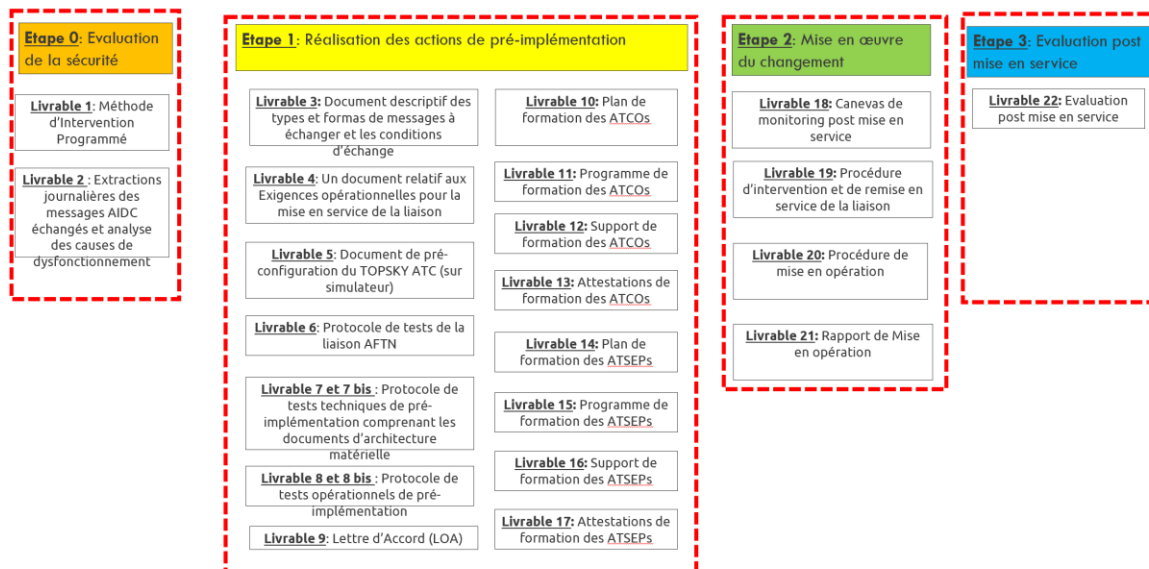 Etape 0: Evaluation
de la sécurité
Livrable 1: Méthode
d'Intervention
Programmé
Livrable 2 : Extractions
journalières des
messages AIDC
échangés et analyse
des causes de
dysfonctionnement
Etape 1: Réalisation des actions de pré-implémentation
Livrable 3: Document descriptif des
types et formas de messages à
échanger et les conditions
d'échange
Livrable 4: Un document relatif aux
Exigences opérationnelles pour
la mise en service de la liaison
Livrable 5: Document de pré-
configuration du TOPSKY ATC (sur
simulateur)
Livrable 6: Protocole de tests de la
liaison AFTN
Livrable 7 et 7 bis : Protocole de
tests techniques de pré-
implémentation comprenant les
documents d'architecture
matérielle
Livrable 8 et 8 bis : Protocole de
tests opérationnels de pré-
implémentation
Livrable 9: Lettre d'Accord (LOA)
Livrable 10: Plan de
formation des ATCOs
Livrable 11: Programme de
formation des ATCOs
Livrable 12: Support de
formation des ATCOs
Livrable 13: Attestations de
formation des ATCOs
Livrable 14: Plan de
formation des ATSEPs
Livrable 15: Programme de
formation des ATSEPs
Livrable 16: Support de
formation des ATSEPs
Livrable 17: Attestations de
formation des ATSEPs
Etape 2: Mise en œuvre
du changement
Livrable 18: Canevas de
monitoring post mise en
service
Livrable 19: Procédure
d'intervention et de remise en
service de la liaison
Livrable 20: Procédure
de mise en opération
Livrable 21: Rapport de Mise
en opération
Etape 3: Evaluation post
mise en service
Livrable 22: Evaluation
post mise en service